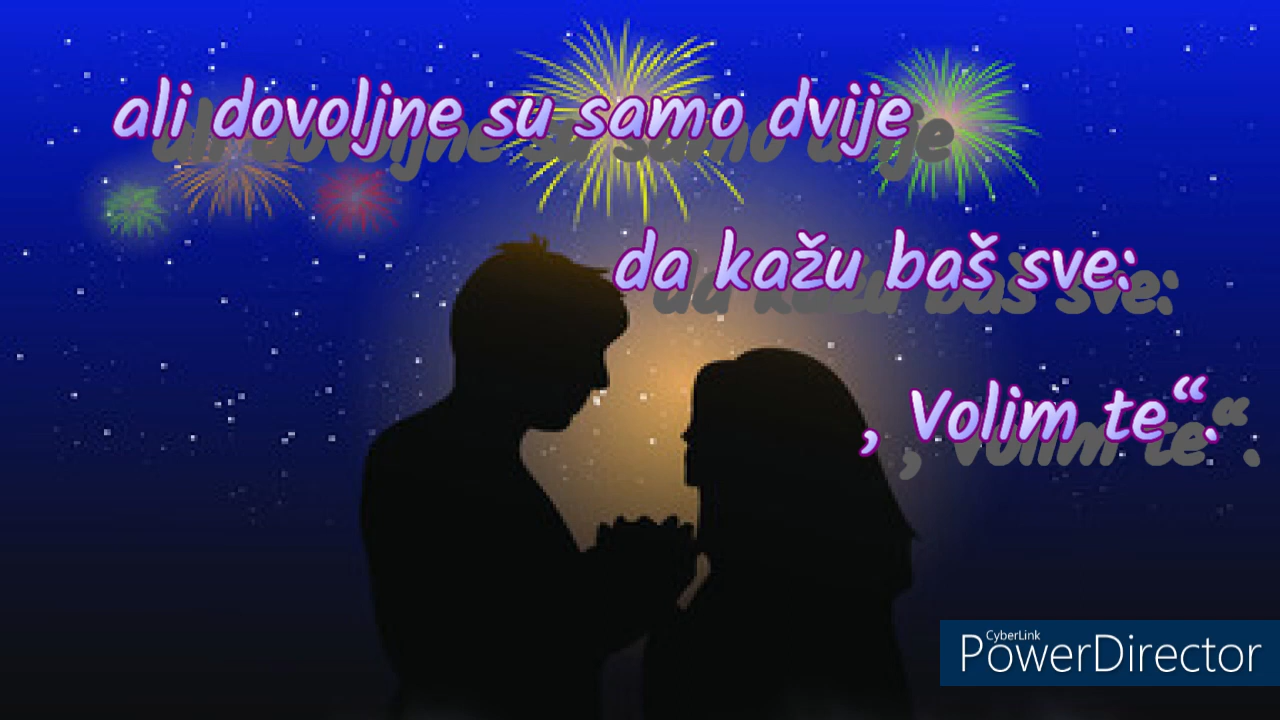 ali dovoljne su samo dvije
da kažu baš sve:
, Volim te“.
CyberLink
PowerDirector